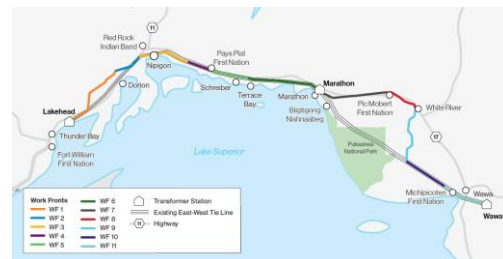 Red Rock
Indian Band
11
Nipigon
Pays Plat
First Nation
Marathon
Lakehead
Dorion
Schreiber
Terrace
Bay
Marathon
Biigtigong
Nishnaabeg
Pic Mobert
First Nation
White River
17
Thunder Bay
Fort William
First Nation
Lake Superior
Pukaskwa
National Park
Michipicoten
First Nation
Wawa
Wawa
Work Fronts
WF 1
WF 2
WF 3
WF 4
WF 5
WF 6
WF 7
WF 8
WF 9
WF 10
WF 11
Transformer Station
Existing East-West Tie Line
11
Highway